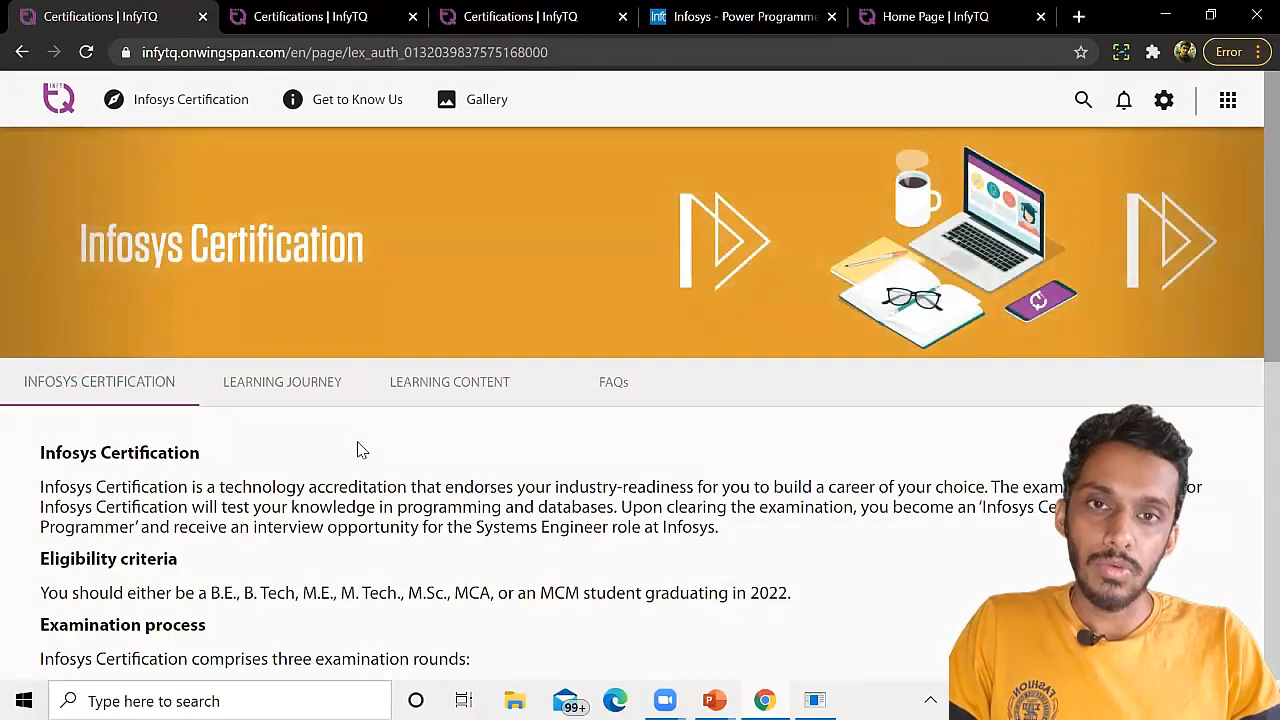 Certifications | InfyTQ
Certifications | InfyTQ
Certifications | InfyTQ
Infosys - Power Programme
Home Page | InfyTQ
infytq.onwingspan.com/en/page/lex_auth_0132039837575168000
Error
INFY
TQ
Infosys Certification
Get to Know Us
Gallery
Infosys Certification
INFOSYS CERTIFICATION
LEARNING JOURNEY
LEARNING CONTENT
FAQs
Infosys Certification
Infosys Certification is a technology accreditation that endorses your industry-readiness for you to build a career of your choice. The exam or
Infosys Certification will test your knowledge in programming and databases. Upon clearing the examination, you become an 'Infosys Ce
Programmer' and receive an interview opportunity for the Systems Engineer role at Infosys.
Eligibility criteria
You should either be a B.E., B. Tech, M.E., M. Tech., M.Sc., MCA, or an MCM student graduating in 2022.
Examination process
Infosys Certification comprises three examination rounds:
Type here to search
99+
FASHION